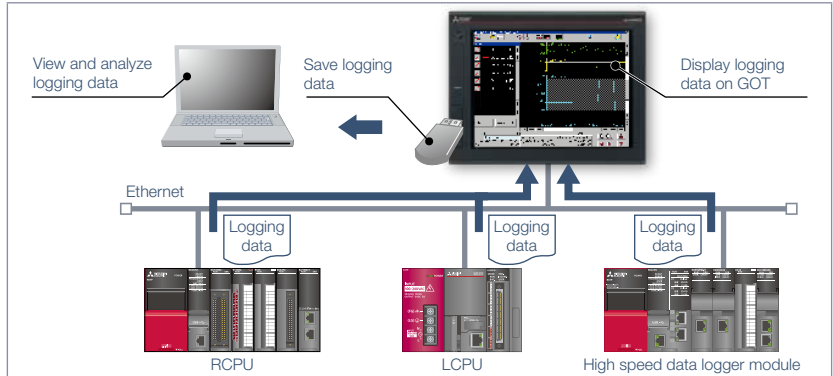 View and analyze
logging data
Save logging
data
Display logging
data on GOT
Ethernet
Logging
data
Logging
data
Logging
data
RCPU
LCPU
High speed data logger module